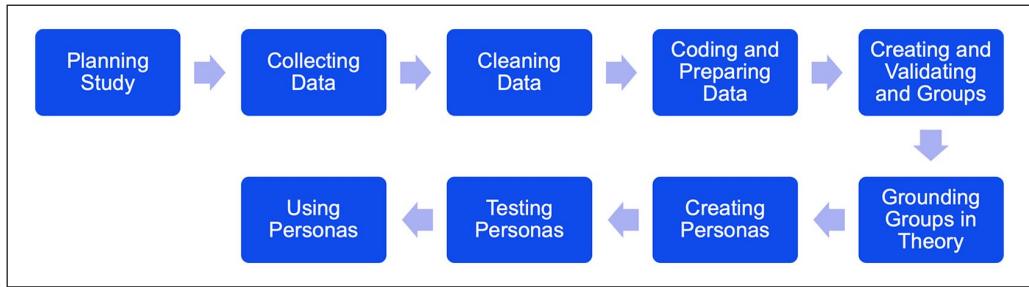 Planning
Study
Collecting
Data
Cleaning
Data
Coding and
Preparing
Data
Creating and
Validating
and Groups
Grounding
Groups in
Theory
Creating
Personas
Testing
Personas
Using
Personas